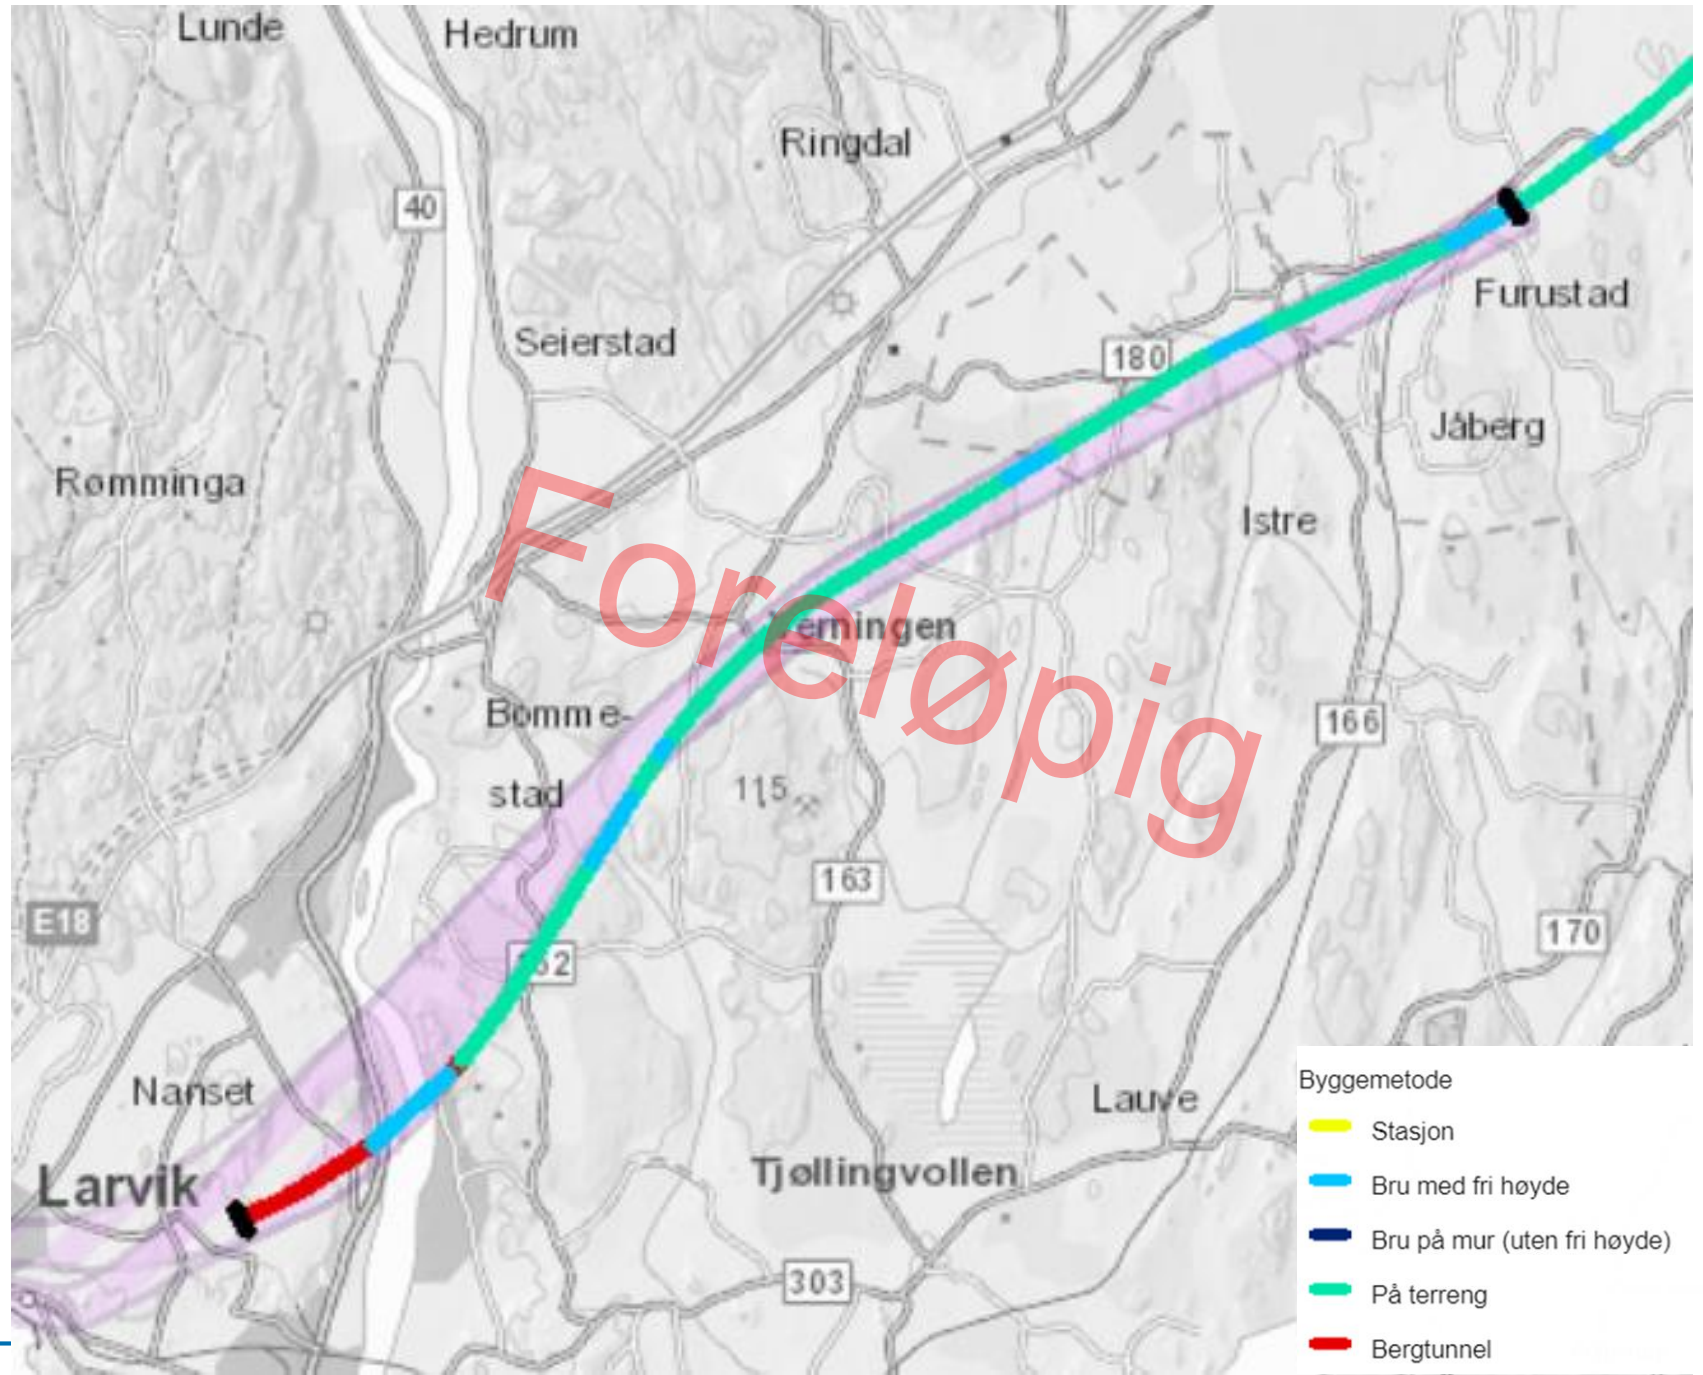 Lunde
Hedrum
Ringdal
40
Furustad
Seierstad
180
Jåberg
Rømminga
Istre
Foreløpig
Bomme-
stad
115
166
163
E18
170
Nanset
Lauve
Larvik
Tjøllingvollen
303
Byggemetode
Stasjon
Bru med fri høyde
Bru på mur (uten fri høyde)
På terreng
Bergtunnel